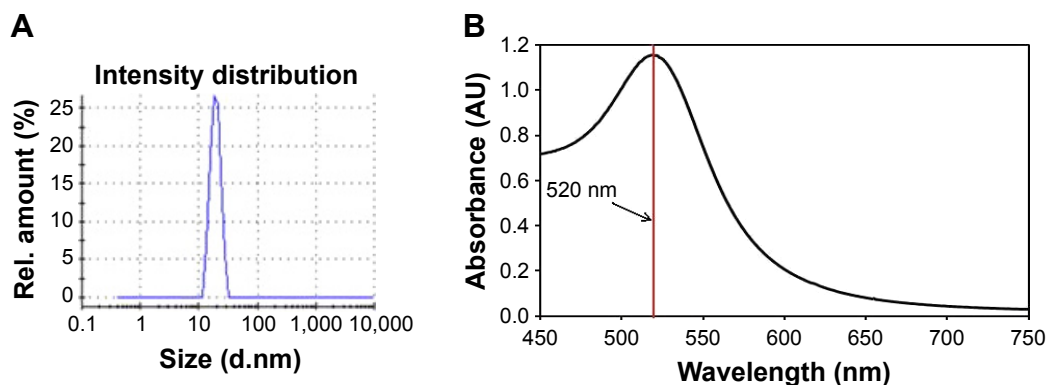 A
Intensity distribution
Rel. amount (%)
25
20
15
10
5
0
0.1 1 10 100 1,000 10,000
Size (d.nm)
B
Absorbance (AU)
1.2
1.0
0.8
0.6
0.4
0.2
0.0
520 nm
450 500 550 600 650 700 750
Wavelength (nm)